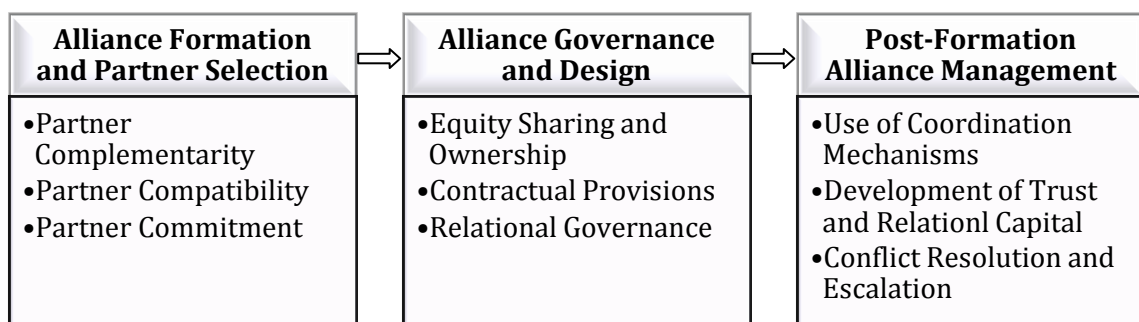 Alliance Formation
and Partner Selection
•Partner
Complementarity
•Partner Compatibility
•Partner Commitment
Alliance Governance
and Design
•Equity Sharing and
Ownership
•Contractual Provisions
•Relational Governance
Post-Formation
Alliance Management
•Use of Coordination
Mechanisms
•Development of Trust
and Relationl Capital
•Conflict Resolution and
Escalation